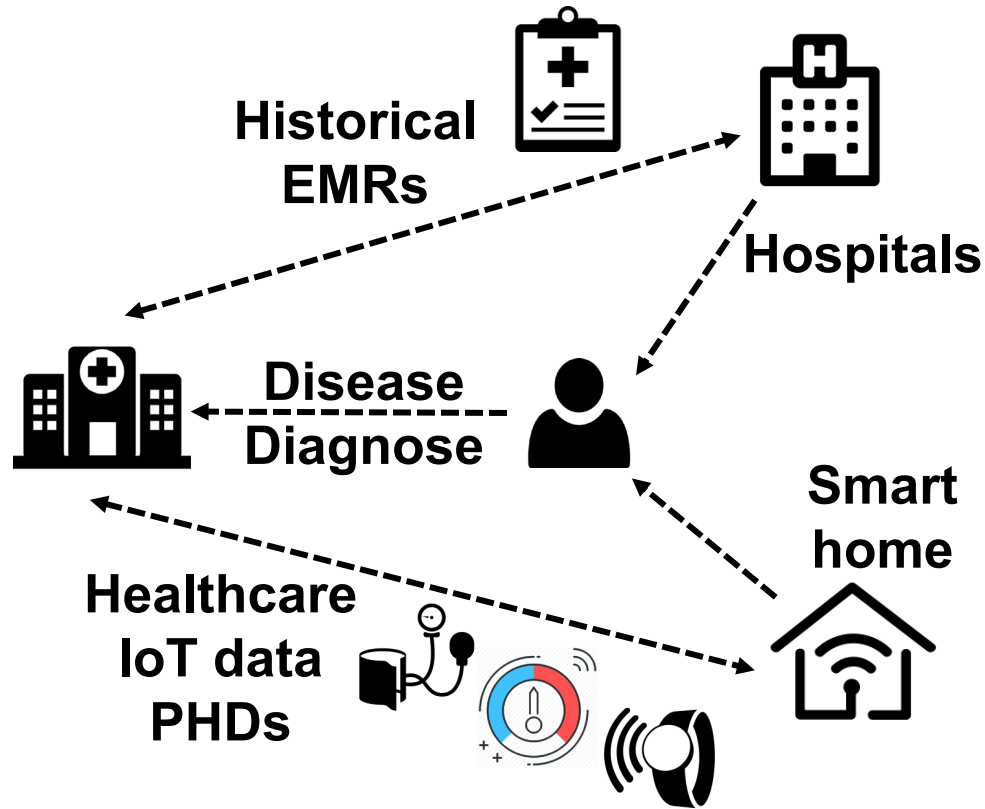 Historical
EMRs
H
Hospitals
Disease
Diagnose
Smart
home
Healthcare
IoT data
PHDs